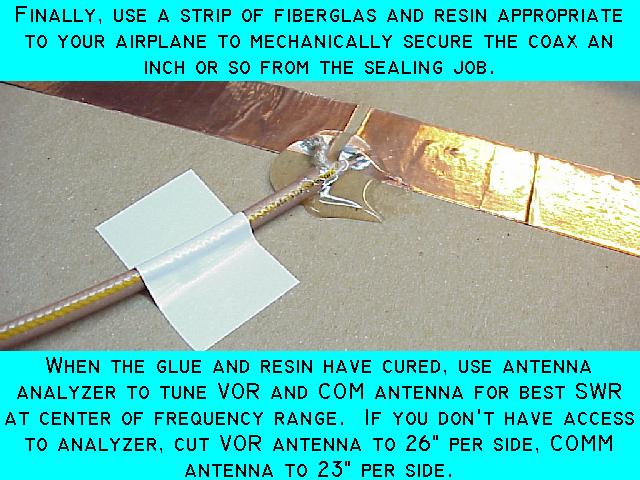 Finally, use a strip of fiberglas and resin appropriate
to your airplane to mechanically secure the coax an
inch or so from the sealing job.
When the glue and resin have cured, use antenna
analyzer to tune VOR and COM antenna for best SWR
at center of frequency range. If you don't have access
to analyzer, cut VOR antenna to 26" per side, COMM
antenna to 23" per side.